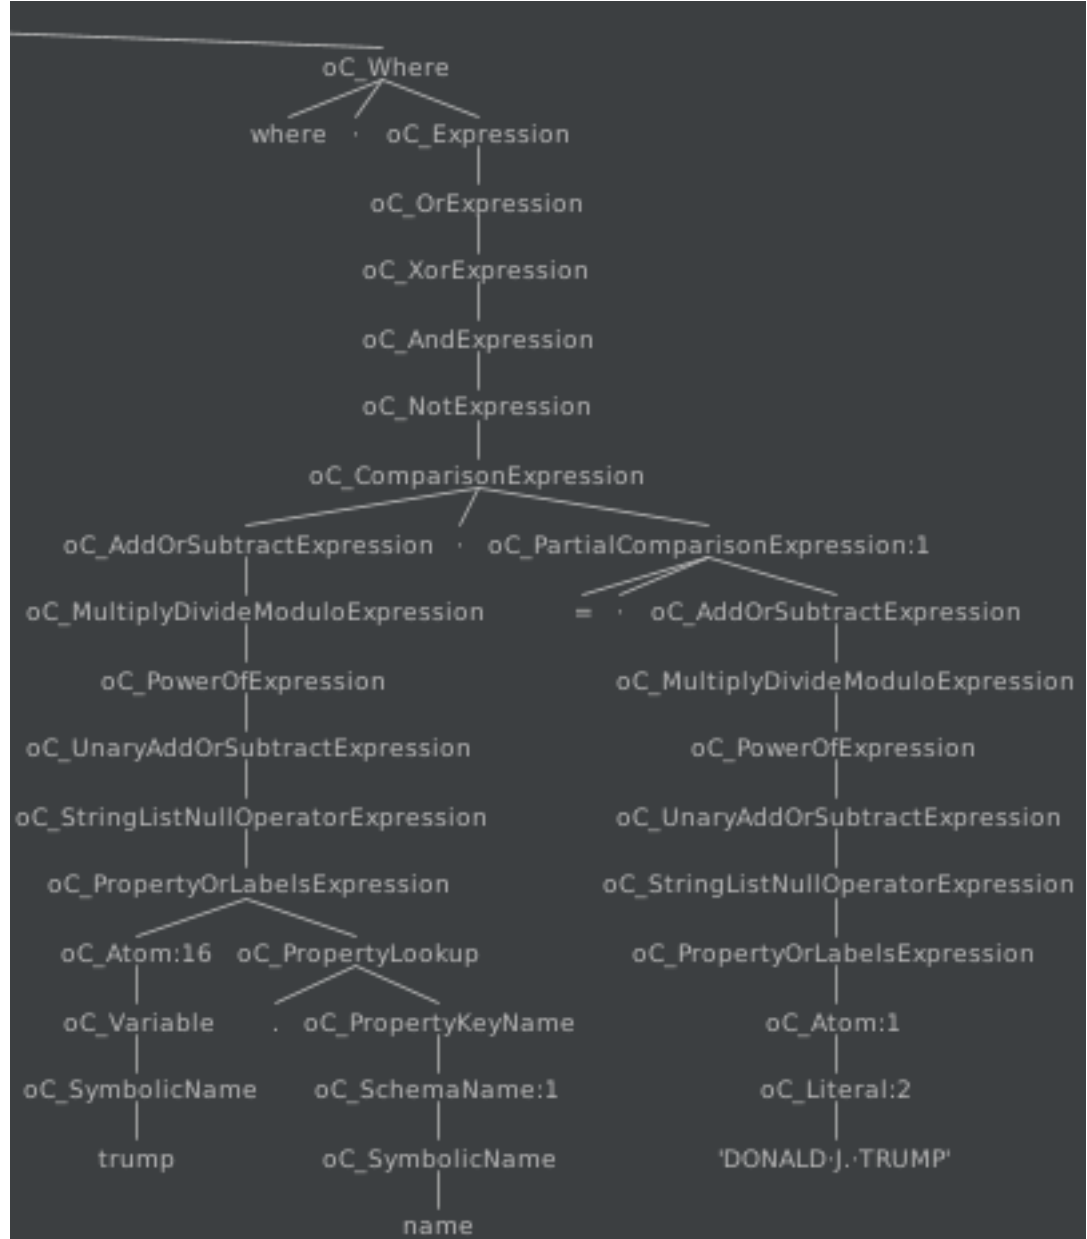 oC_Where
where · oC_Expression
oC_OrExpression
oC_XorExpression
oC_AndExpression
oC_NotExpression
oC_ComparisonExpression
oC_AddOrSubtractExpression · oC_PartialComparisonExpression:1
oC_MultiplyDivideModuloExpression = · oC_AddOrSubtractExpression
oC_PowerOfExpression oC_MultiplyDivideModuloExpression
oC_UnaryAddOrSubtractExpression oC_PowerOfExpression
oC_StringListNullOperatorExpression oC_UnaryAddOrSubtractExpression
oC_PropertyOrLabelsExpression oC_StringListNullOperatorExpression
oC_Atom:16 oC_PropertyLookup oC_PropertyOrLabelsExpression
oC_Variable . oC_PropertyKeyName oC_Atom:1
oC_SymbolicName oC_SchemaName:1 oC_Literal:2
trump oC_SymbolicName 'DONALD·J.·TRUMP'
name